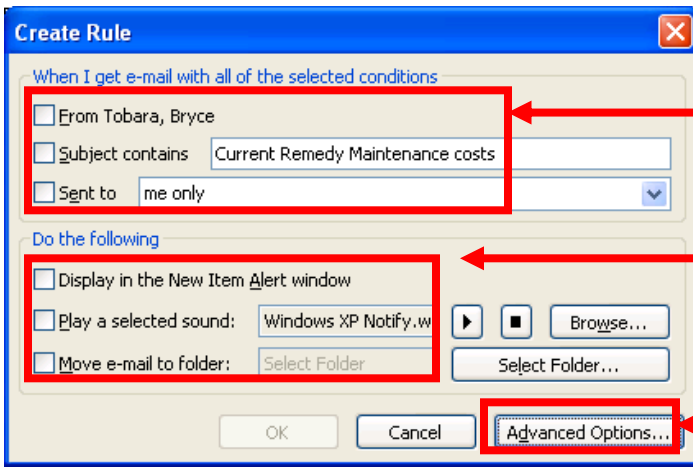 Create Rule
When I get e-mail with all of the selected conditions
From Tobara, Bryce
Subject contains Current Remedy Maintenance costs
Sent to me only
Do the following
Display in the New Item Alert window
Play a selected sound: Windows XP Notify.w Browse...
Move e-mail to folder: Select Folder Select Folder...
OK Cancel Advanced Options...